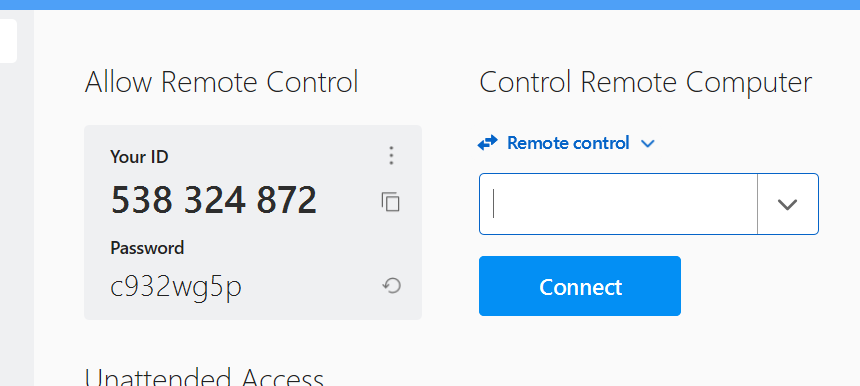 Allow Remote Control
Your ID
538 324 872
Password
c932wg5p
Unattended Access
Control Remote Computer
Remote control
Connect